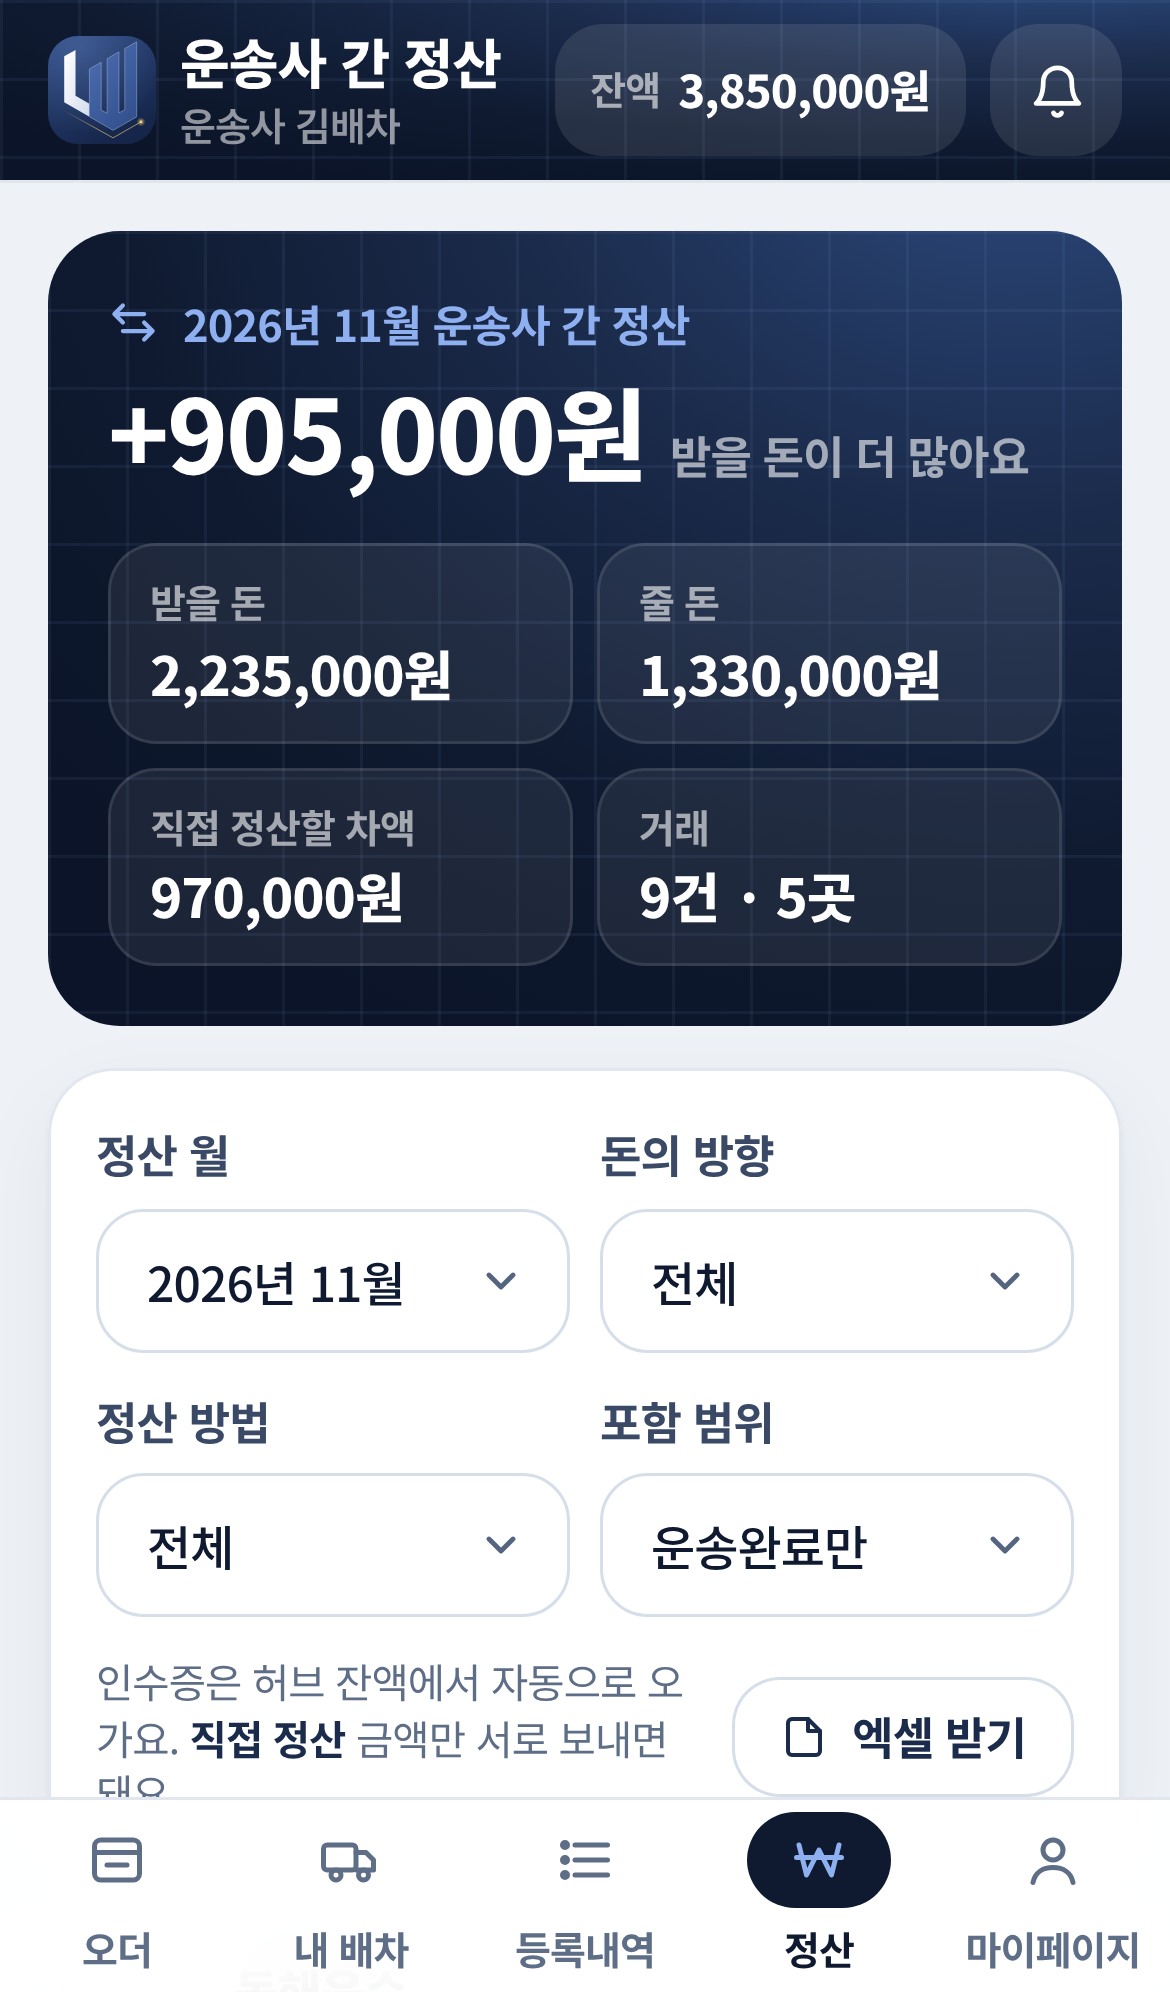 운송사 간 정산
운송사 김배차
잔액 3,850,000원
2026년 11월 운송사 간 정산
+905,000원 받을 돈이 더 많아요
받을 돈
2,235,000원
줄 돈
1,330,000원
직접 정산할 차액
970,000원
거래
9건 · 5곳
정산 월
돈의 방향
2026년 11월
전체
정산 방법
포함 범위
전체
운송완료만
인수증은 허브 잔액에서 자동으로 오
가요. 직접 정산 금액만 서로 보내면
돼요
엑셀 받기
오더
내 배차
등록내역
정산
마이페이지